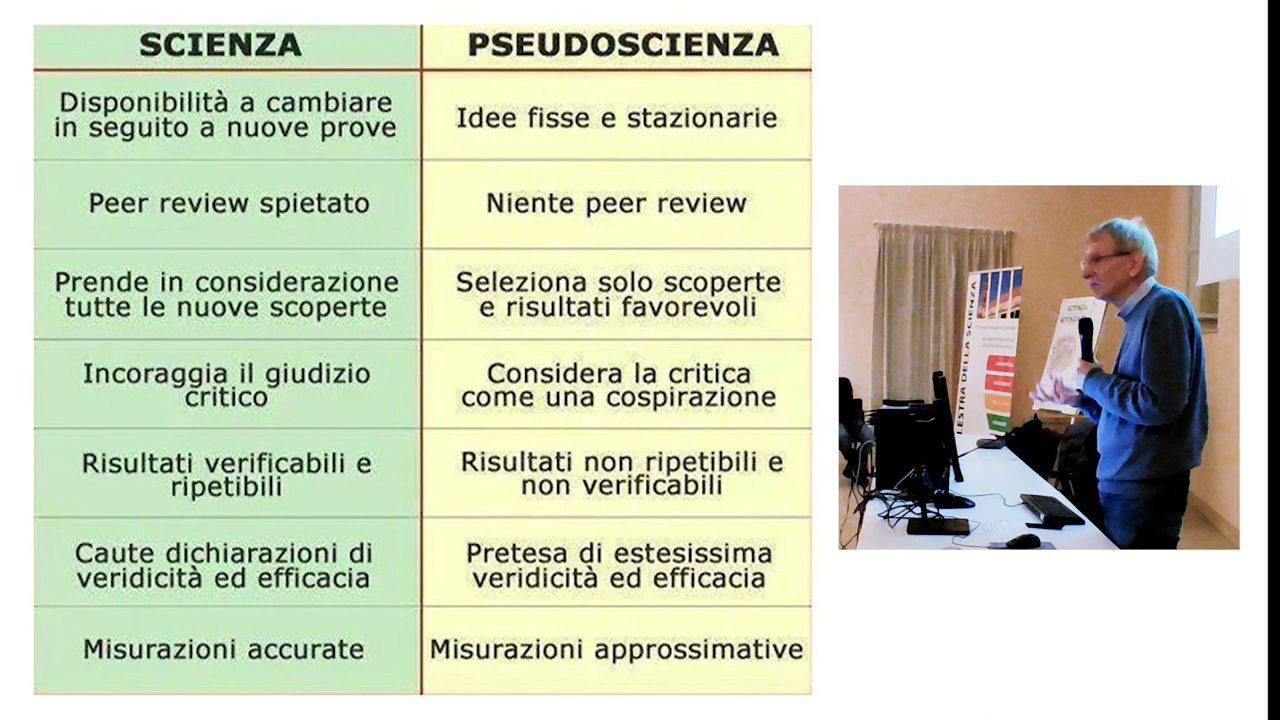 SCIENZA
PSEUDOSCIENZA
Disponibilità a cambiare
in seguito a nuove prove
Idee fisse e stazionarie
Peer review spietato
Niente peer review
Prende in considerazione
tutte le nuove scoperte
Seleziona solo scoperte
e risultati favorevoli
Incoraggia il giudizio
critico
Considera la critica
come una cospirazione
Risultati verificabili e
ripetibili
Risultati non ripetibili e
non verificabili
Caute dichiarazioni di
veridicità ed efficacia
Pretesa di estesissima
veridicità ed efficacia
Misurazioni accurate
Misurazioni approssimative
DELLA SCIENZA
SCIENZA